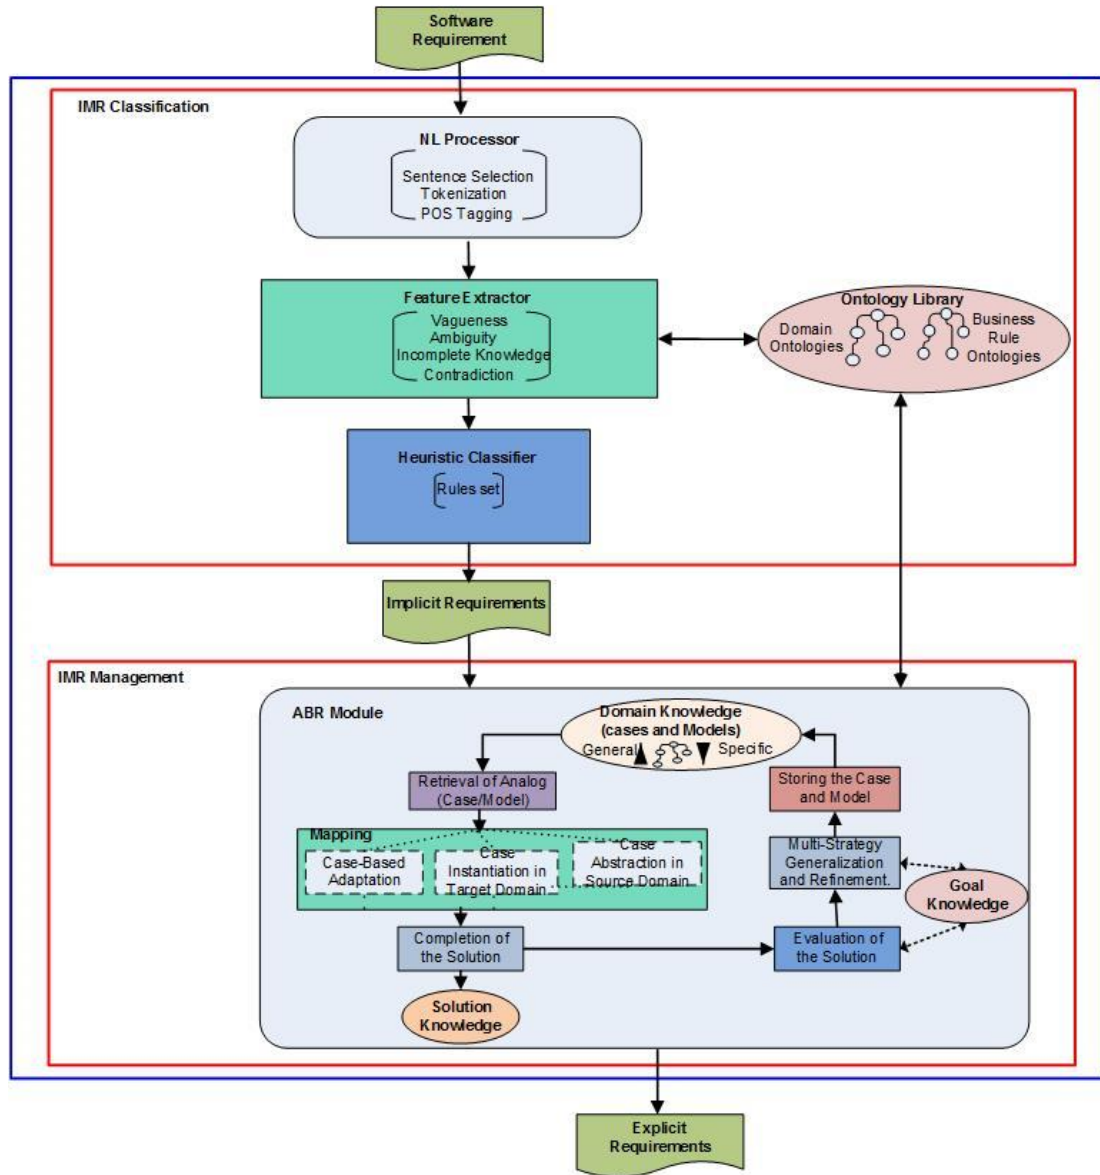 Software
Requirement
IMR Classification
NL Processor
Sentence Selection
Tokenization
POS Tagging
Feature Extractor
Vagueness
Ambiguity
Incomplete Knowledge
Contradiction
Ontology Library
Domain
Ontologies
Business
Rule
Ontologies
Heuristic Classifier
Rules set
Implicit Requirements
IMR Management
ABR Module
Domain Knowledge
(cases and Models)
General
Specific
Retrieval of Analog
(Case/Model)
Storing the Case
and Model
Mapping
Case-Based
Adaptation
Case
Instantiation in
Target Domain
Case
Abstraction in
Source Domain
Multi-Strategy
Generalization
and Refinement.
Goal
Knowledge
Completion of
the Solution
Evaluation of
the Solution
Solution
Knowledge
Explicit
Requirements